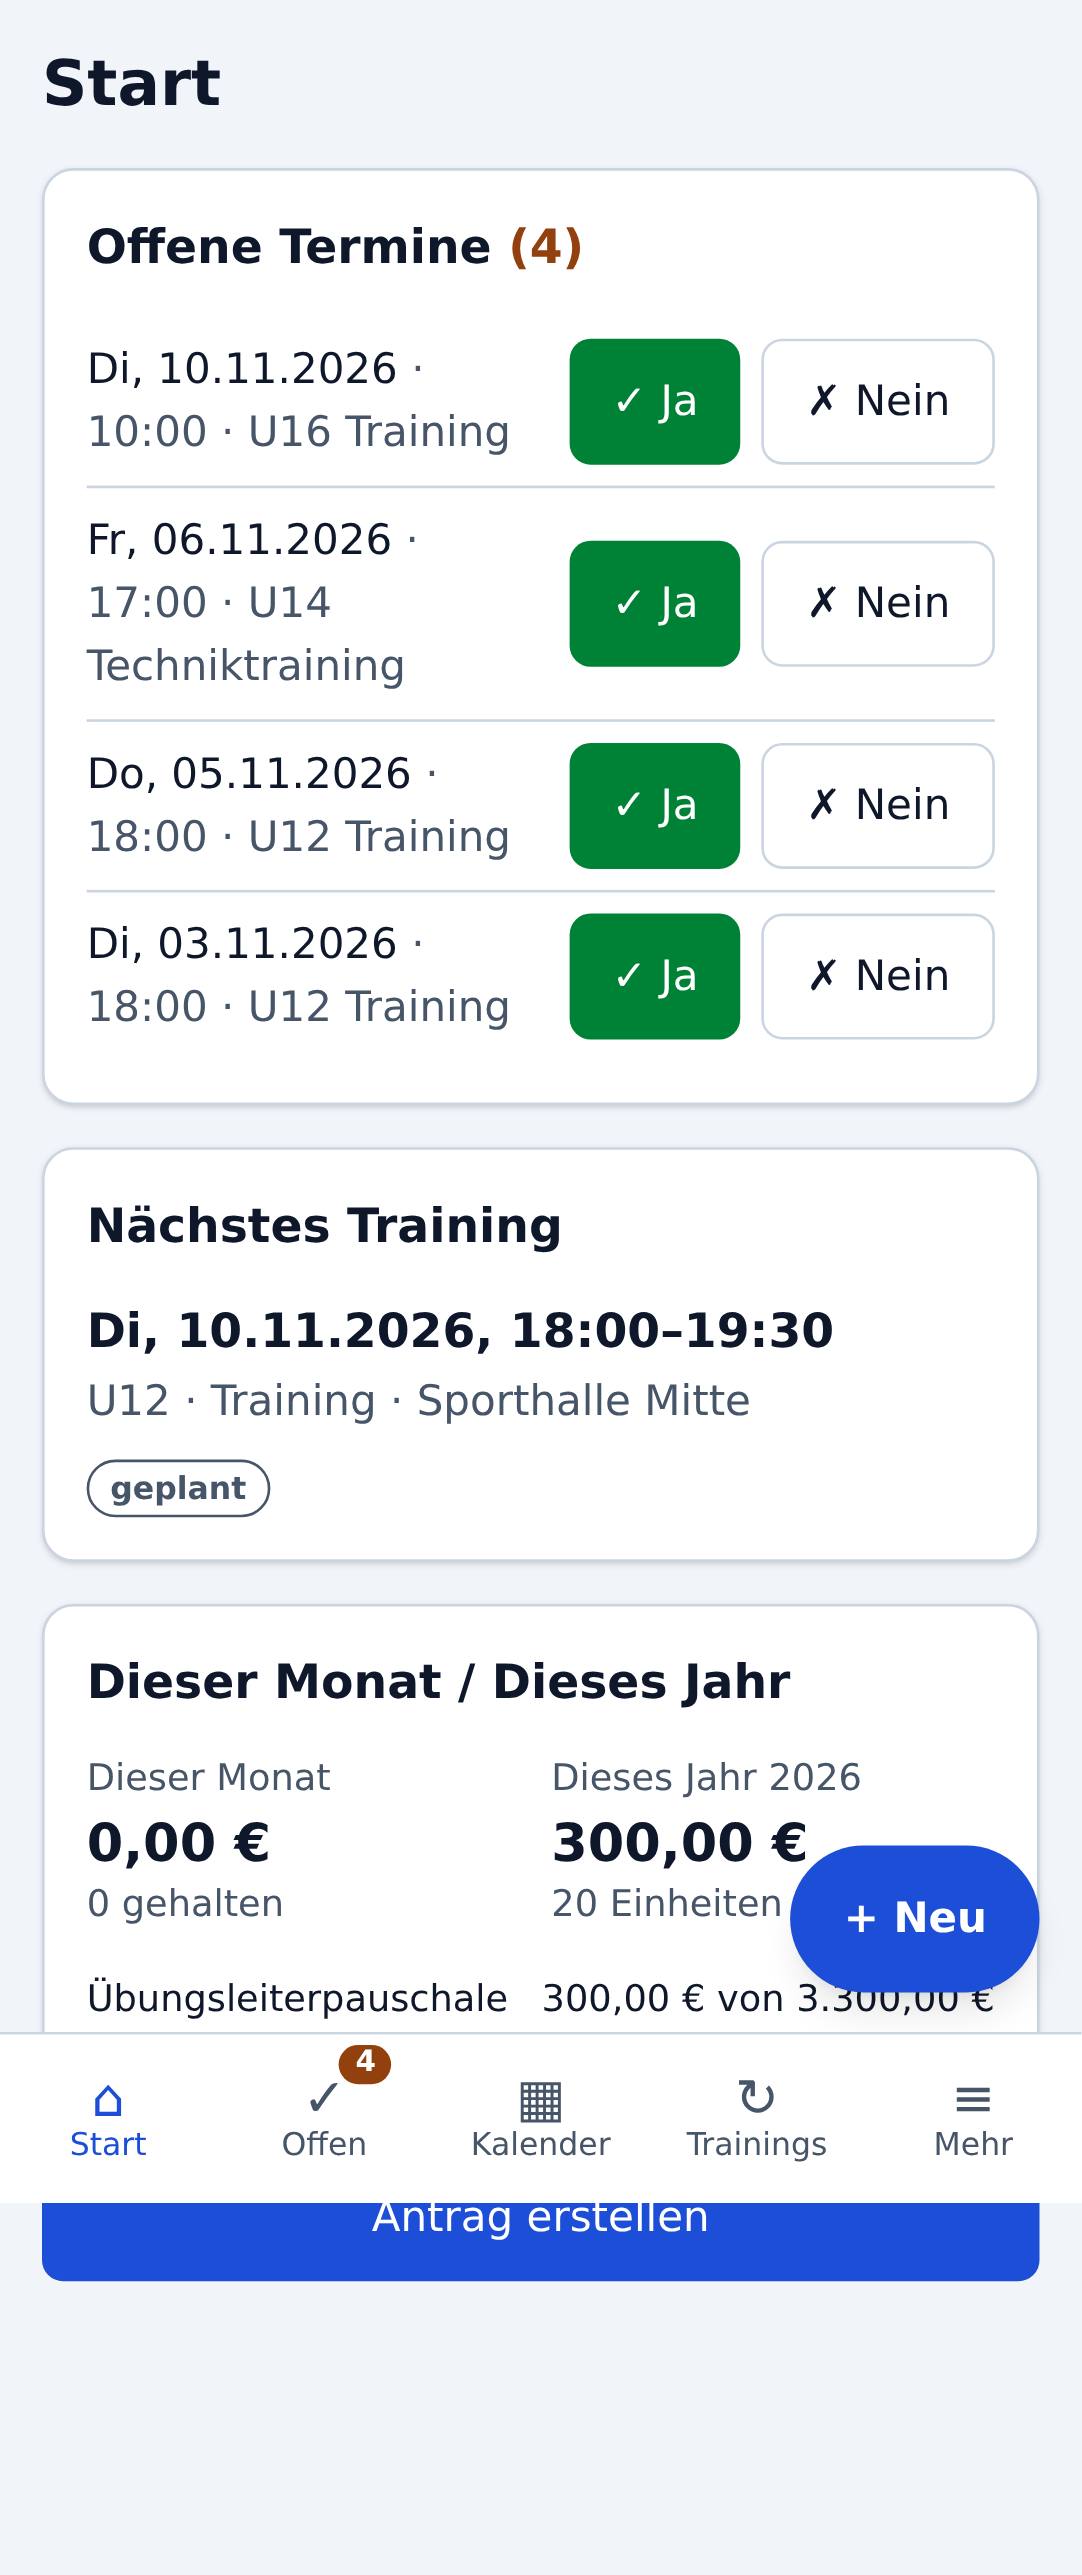 Start
Offene Termine (4)
Di, 10.11.2026 ·
10:00 · U16 Training
✓ Ja
✗ Nein
Fr, 06.11.2026 ·
17:00 · U14
Techniktraining
✓ Ja
✗ Nein
Do, 05.11.2026 ·
18:00 · U12 Training
✓ Ja
✗ Nein
Di, 03.11.2026 ·
18:00 · U12 Training
✓ Ja
✗ Nein
Nächstes Training
Di, 10.11.2026, 18:00–19:30
U12 · Training · Sporthalle Mitte
geplant
Dieser Monat / Dieses Jahr
Dieser Monat
0,00 €
0 gehalten
Dieses Jahr 2026
300,00 €
20 Einheiten
+ Neu
Übungsleiterpauschale 300,00 € von 3.300,00 €
4
Start
Offen
Kalender
Trainings
Mehr
Antrag erstellen